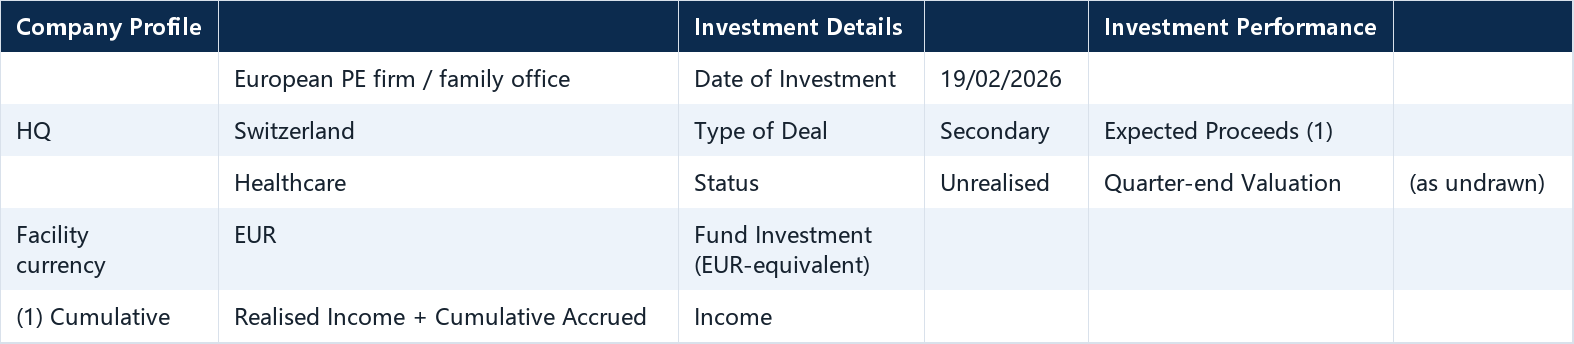 Company Profile Investment Details Investment Performance
European PE firm / family office Date of Investment 19/02/2026
HQ Switzerland Type of Deal Secondary Expected Proceeds (1)
Healthcare Status Unrealised Quarter-end Valuation (as undrawn)
Facility currency EUR Fund Investment (EUR-equivalent)
(1) Cumulative Realised Income + Cumulative Accrued Income